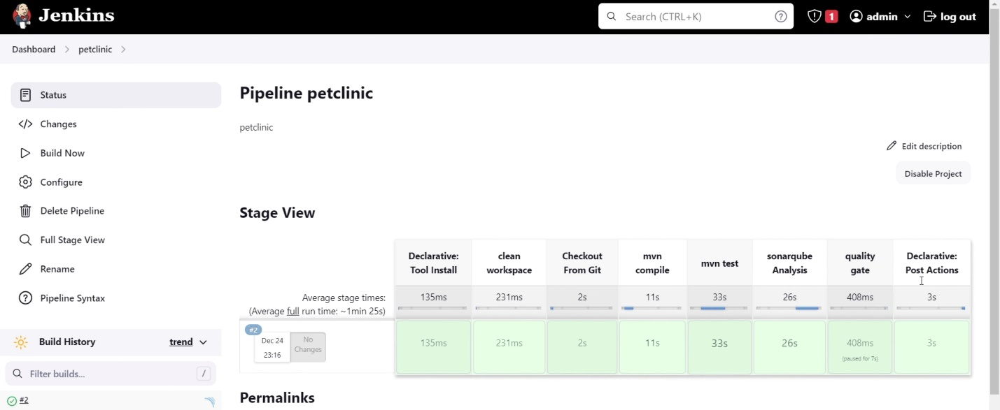 Jenkins
Search (CTRL+K)
?
1
admin
log out
Dashboard
petclinic
Status
Changes
Build Now
Configure
Delete Pipeline
Full Stage View
Rename
Pipeline Syntax
Build History
trend
Filter builds...
/
#2
Pipeline petclinic
petclinic
Edit description
Disable Project
Stage View
Declarative: Tool Install
clean workspace
Checkout From Git
mvn compile
mvn test
sonarqube Analysis
quality gate
Declarative: Post Actions
Average stage times:
(Average full run time: ~1min 25s)
135ms 231ms 2s 11s 33s 26s 408ms 3s
#2
Dec 24
23:16
No Changes
135ms 231ms 2s 11s 33s 26s 408ms 3s
(paused for 7s)
Permalinks